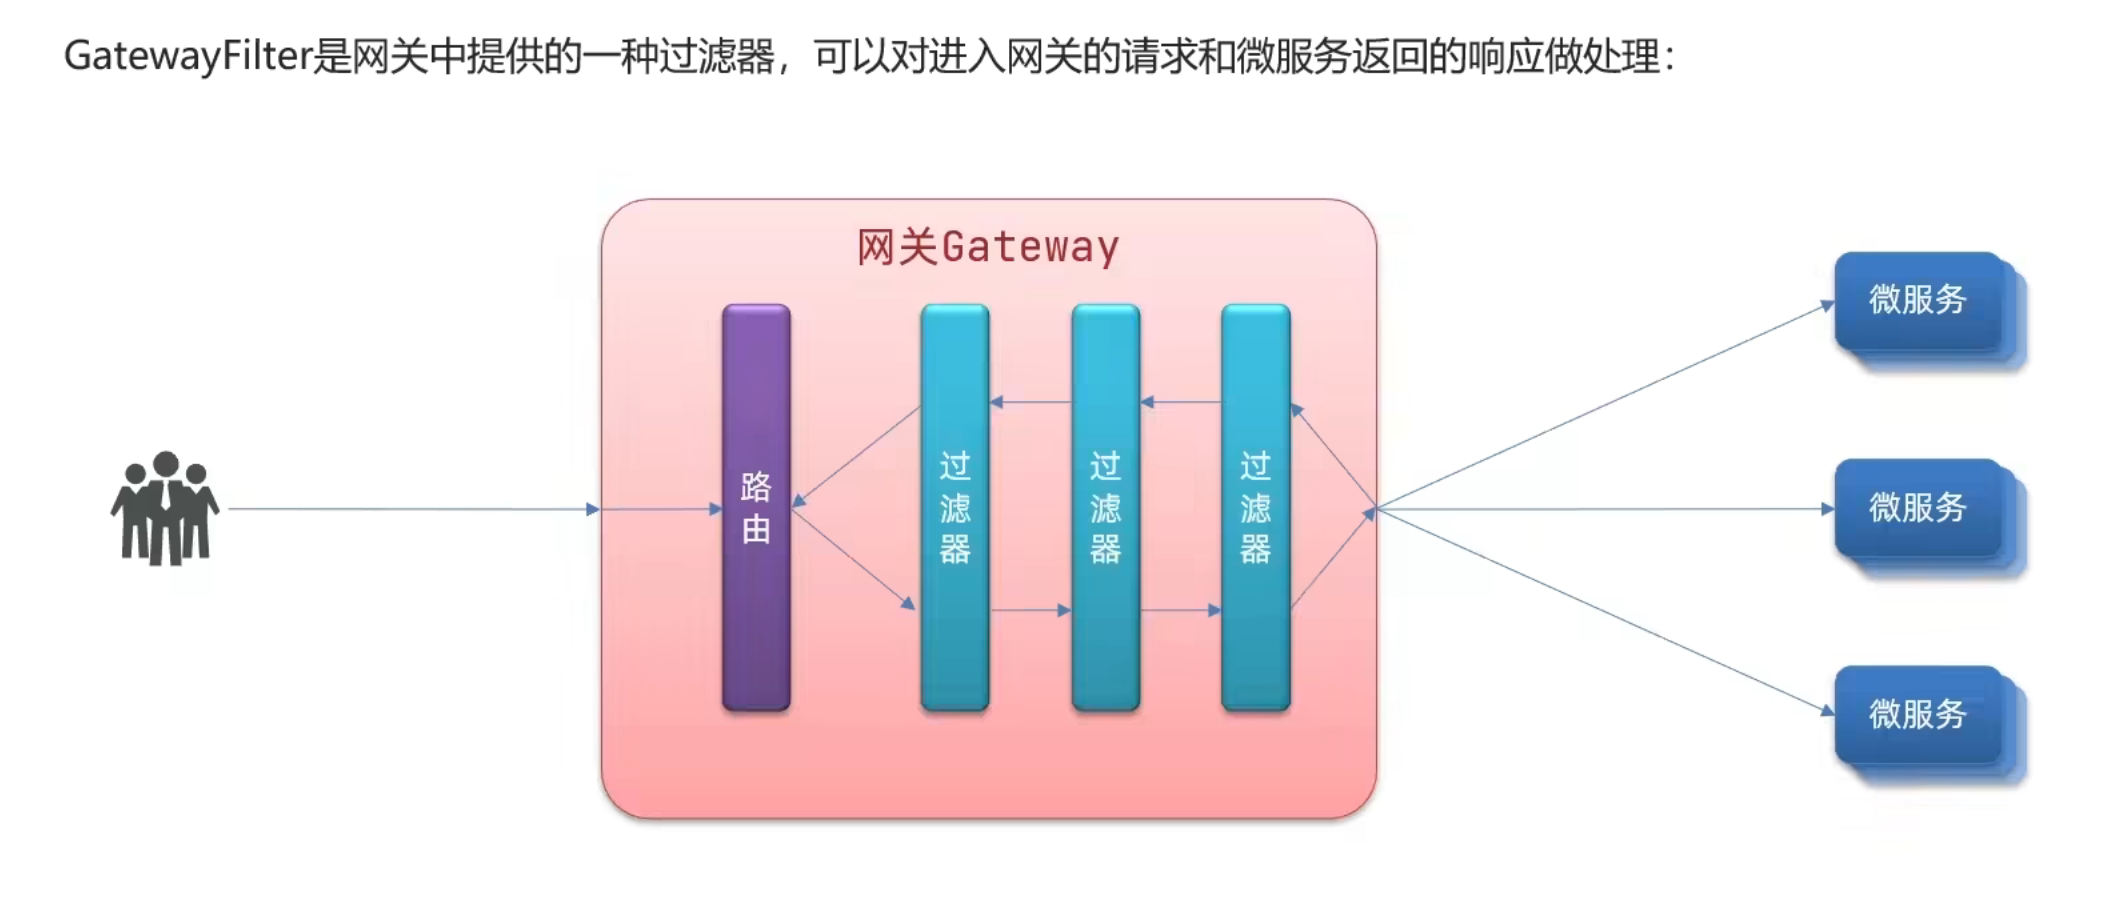 GatewayFilter是网关中提供的一种过滤器，可以对进入网关的请求和微服务返回的响应做处理：
网关Gateway
路由
过滤器
过滤器
过滤器
微服务
微服务
微服务